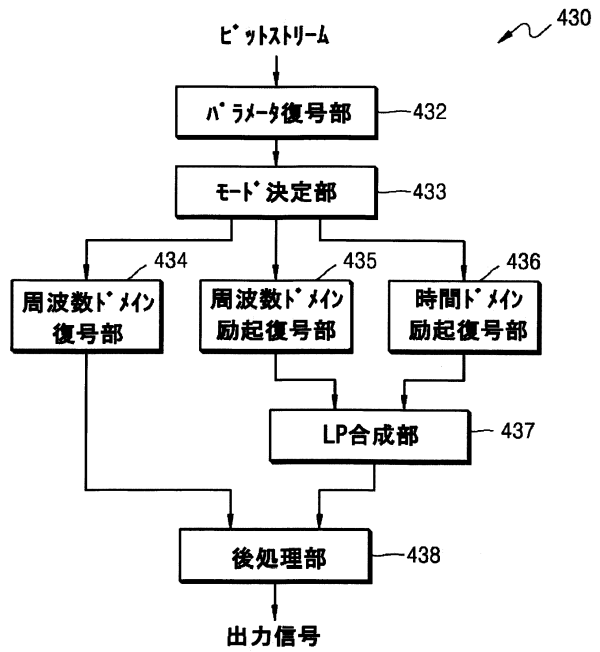 430
ﾋﾞｯﾄｽﾄﾘｰﾑ
ﾊﾟﾗﾒｰﾀ復号部
432
ﾓｰﾄﾞ決定部
433
434
435
436
周波数ﾄﾞﾒｲﾝ
復号部
周波数ﾄﾞﾒｲﾝ
励起復号部
時間ﾄﾞﾒｲﾝ
励起復号部
LP合成部
437
後処理部
438
出力信号